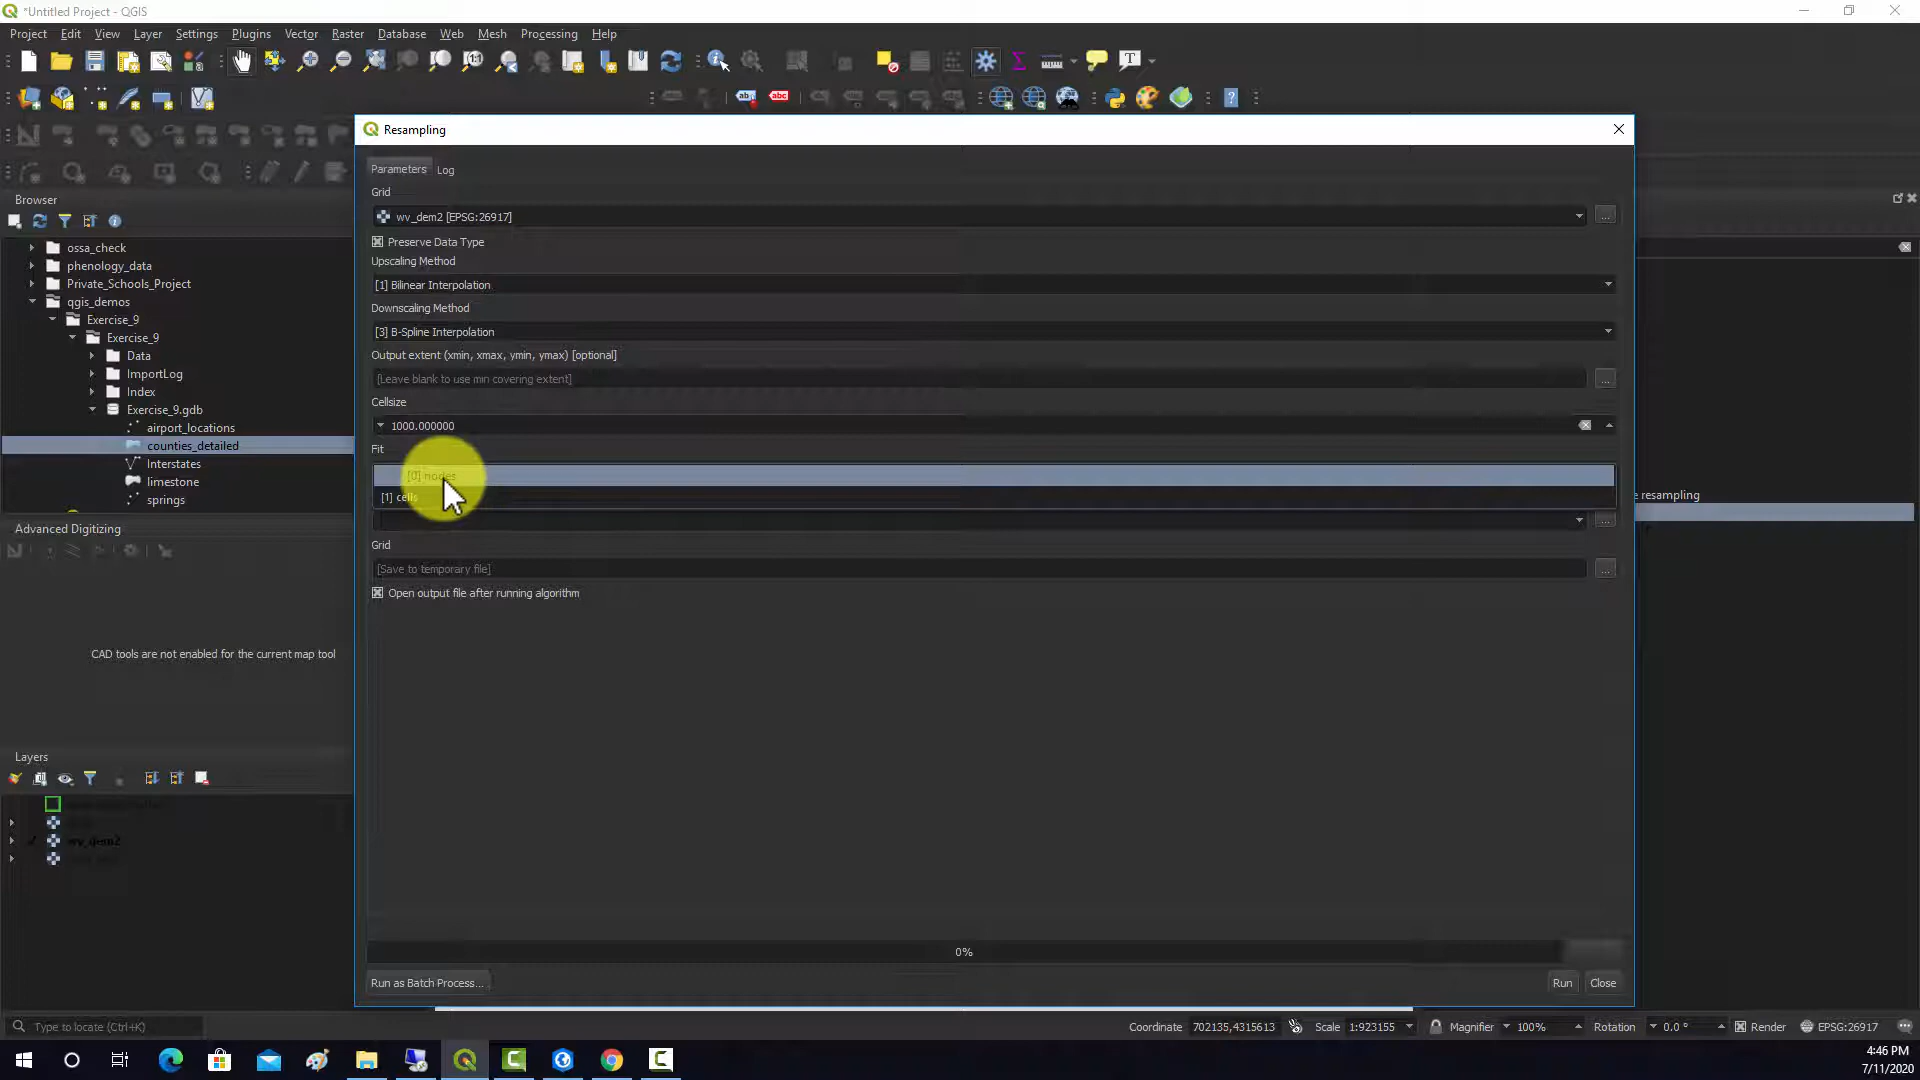 *Untitled Project - QGIS
Project Edit View Layer Settings Plugins Vector Raster Database Web Mesh Processing Help
Resampling
Parameters Log
Grid
wv_dem2 [EPSG:26917]
...
Preserve Data Type
Upscaling Method
[1] Bilinear Interpolation
Downscaling Method
[3] B-Spline Interpolation
Output extent (xmin, xmax, ymin, ymax) [optional]
[Leave blank to use min covering extent]
...
Cellsize
1000.000000
Fit
[0] nodes
[1] cells
...
Grid
[Save to temporary file]
...
Open output file after running algorithm
0%
Run as Batch Process...
Run
Close
Browser
ossa_check
phenology_data
Private_Schools_Project
qgis_demos
Exercise_9
Exercise_9
Data
ImportLog
Index
Exercise_9.gdb
airport_locations
counties_detailed
Interstates
limestone
springs
Advanced Digitizing
CAD tools are not enabled for the current map tool
Layers
wv_dem2
resampling
Type to locate (Ctrl+K)
Coordinate 702135,4315613 Scale 1:923155 Magnifier 100% Rotation 0.0 ° Render EPSG:26917
4:46 PM
7/11/2020